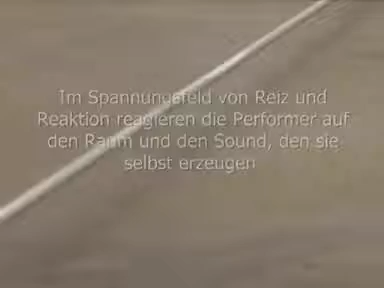 Im Spannungsfeld von Reiz und
Reaktion reagieren die Performer auf
den Raum und den Sound, den sie
selbst erzeugen